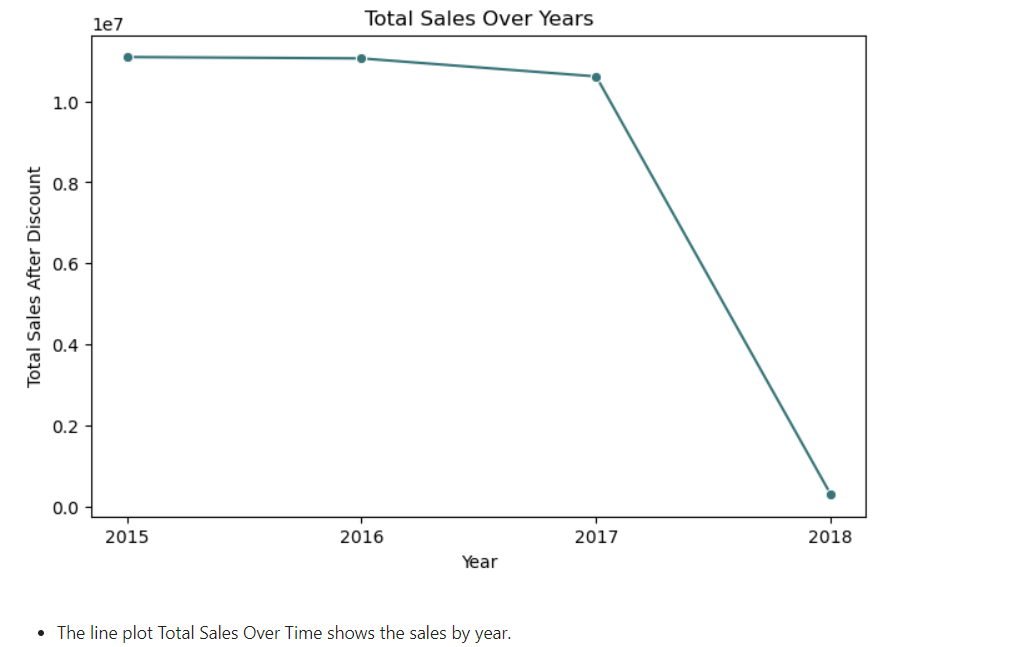 Total Sales Over Years
1e7
1.0
0.8
0.6
0.4
0.2
0.0
Total Sales After Discount
2015 2016 2017 2018
Year
• The line plot Total Sales Over Time shows the sales by year.